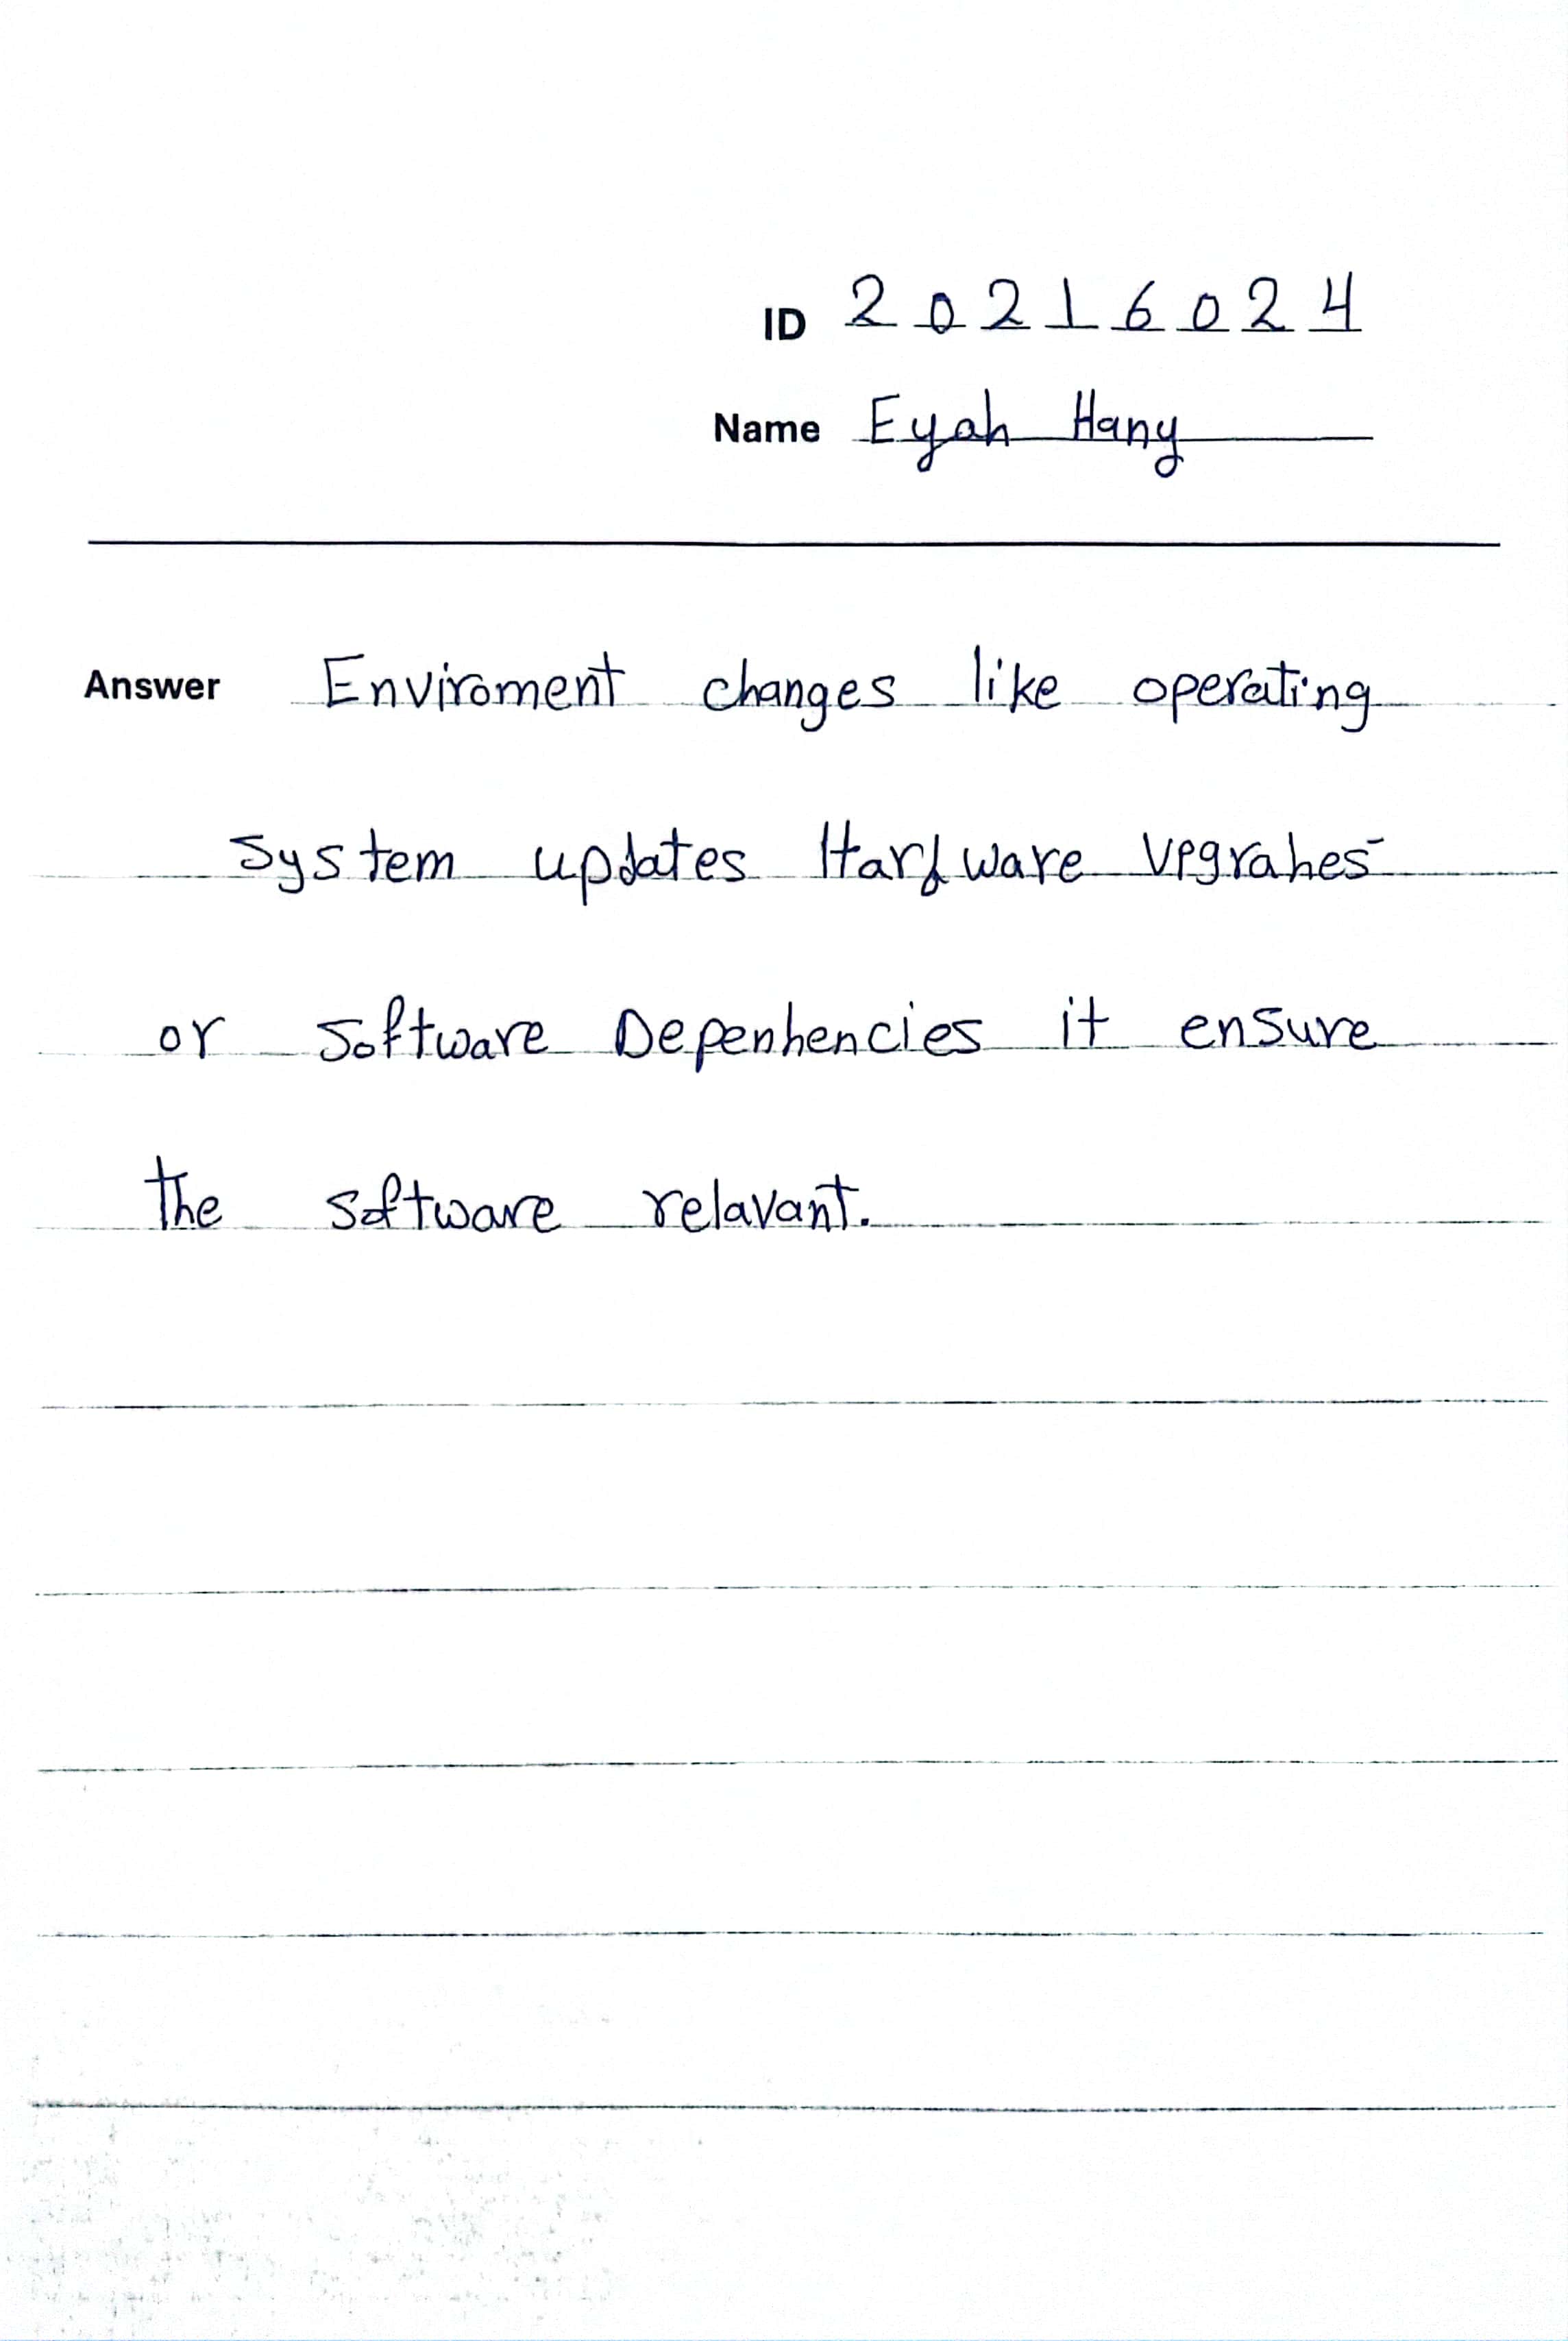 ID 20216024
Name Eyah Hany
Answer Enviroment changes like operating
system updates Hardware Vpgrahes
or software Depenhencies it ensure
the software relavant.